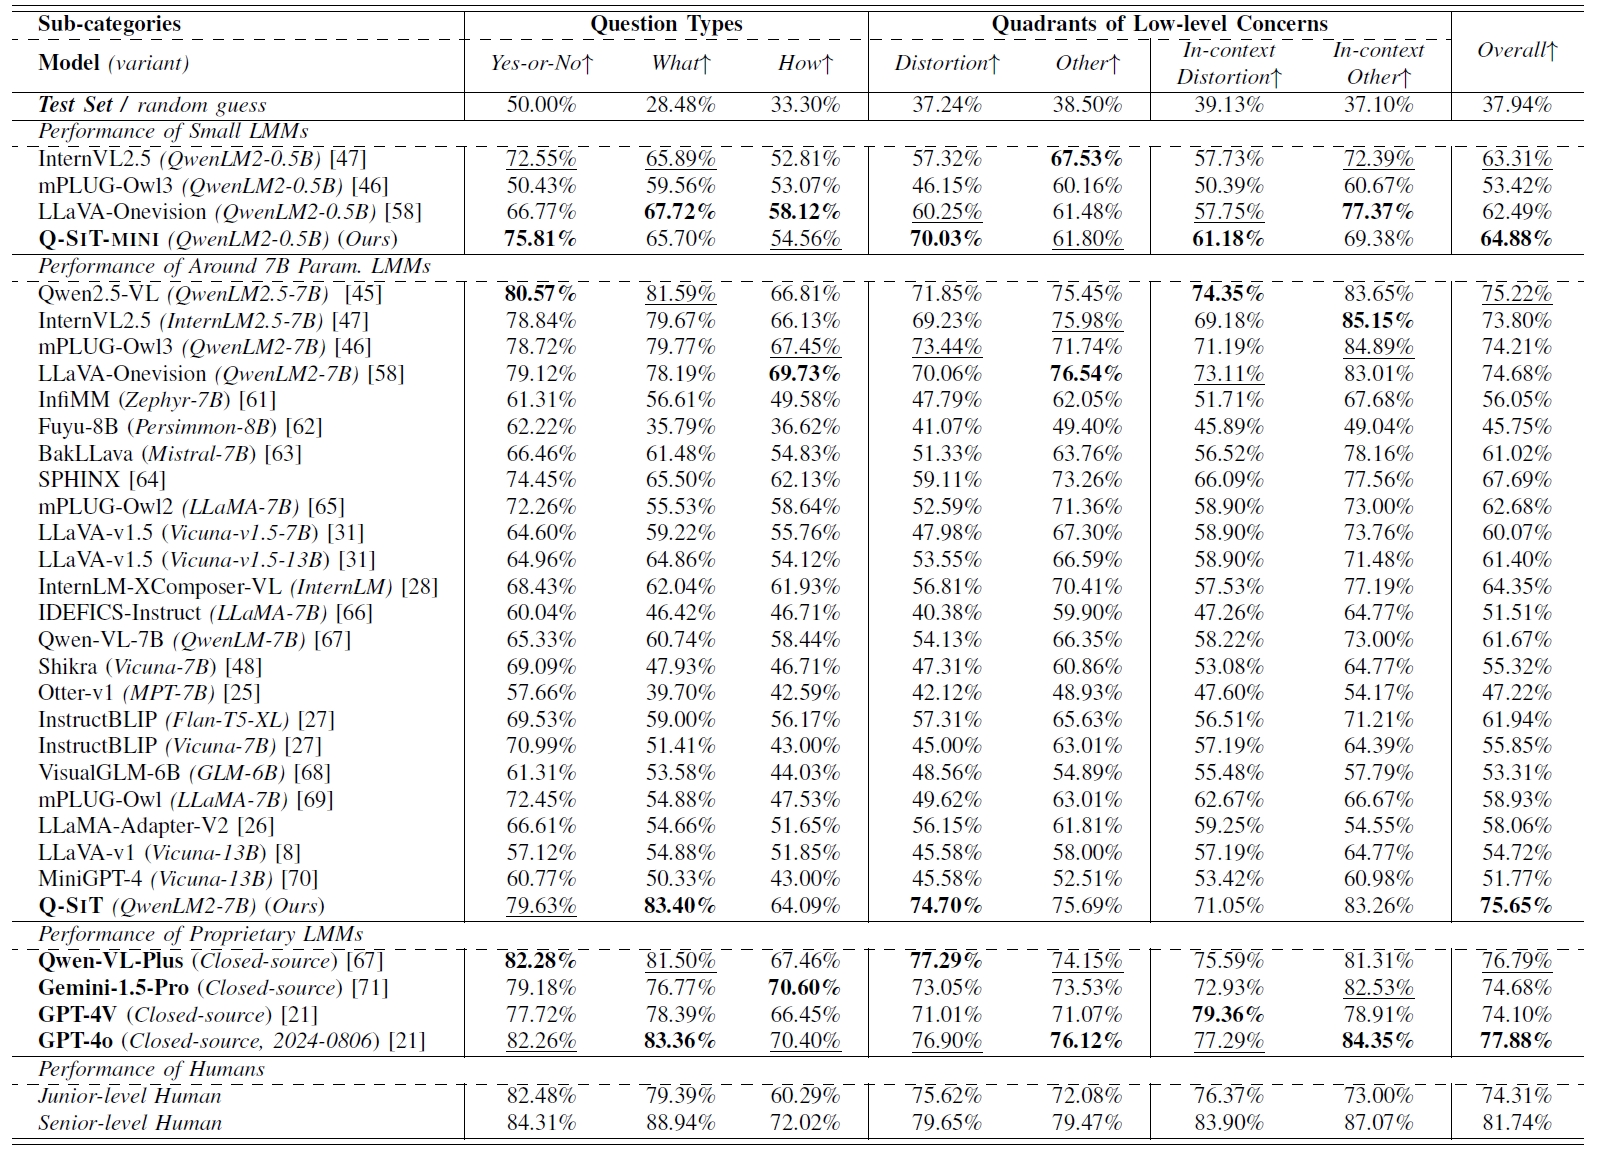 Sub-categories Question Types Quadrants of Low-level Concerns
Model (variant) Yes-or-No↑ What↑ How↑ Distortion↑ Other↑ In-context Distortion↑ In-context Other↑ Overall↑
Test Set / random guess 50.00% 28.48% 33.30% 37.24% 38.50% 39.13% 37.10% 37.94%
Performance of Small LMMs
InternVL2.5 (QwenLM2-0.5B) [47] 72.55% 65.89% 52.81% 57.32% 67.53% 57.73% 72.39% 63.31%
mPLUG-Owl3 (QwenLM2-0.5B) [46] 50.43% 59.56% 53.07% 46.15% 60.16% 50.39% 60.67% 53.42%
LLaVA-Onevision (QwenLM2-0.5B) [58] 66.77% 67.72% 58.12% 60.25% 61.48% 57.75% 77.37% 62.49%
Q-SIT-MINI (QwenLM2-0.5B) (Ours) 75.81% 65.70% 54.56% 70.03% 61.80% 61.18% 69.38% 64.88%
Performance of Around 7B Param. LMMs
Qwen2.5-VL (QwenLM2.5-7B) [45] 80.57% 81.59% 66.81% 71.85% 75.45% 74.35% 83.65% 75.22%
InternVL2.5 (InternLM2.5-7B) [47] 78.84% 79.67% 66.13% 69.23% 75.98% 69.18% 85.15% 73.80%
mPLUG-Owl3 (QwenLM2-7B) [46] 78.72% 79.77% 67.45% 73.44% 71.74% 71.19% 84.89% 74.21%
LLaVA-Onevision (QwenLM2-7B) [58] 79.12% 78.19% 69.73% 70.06% 76.54% 73.11% 83.01% 74.68%
InfiMM (Zephyr-7B) [61] 61.31% 56.61% 49.58% 47.79% 62.05% 51.71% 67.68% 56.05%
Fuyu-8B (Persimmon-8B) [62] 62.22% 35.79% 36.62% 41.07% 49.40% 45.89% 49.04% 45.75%
BakLLava (Mistral-7B) [63] 66.46% 61.48% 54.83% 51.33% 63.76% 56.52% 78.16% 61.02%
SPHINX [64] 74.45% 65.50% 62.13% 59.11% 73.26% 66.09% 77.56% 67.69%
mPLUG-Owl2 (LLaMA-7B) [65] 72.26% 55.53% 58.64% 52.59% 71.36% 58.90% 73.00% 62.68%
LLaVA-v1.5 (Vicuna-v1.5-7B) [31] 64.60% 59.22% 55.76% 47.98% 67.30% 58.90% 73.76% 60.07%
LLaVA-v1.5 (Vicuna-v1.5-13B) [31] 64.96% 64.86% 54.12% 53.55% 66.59% 58.90% 71.48% 61.40%
InternLM-XComposer-VL (InternLM) [28] 68.43% 62.04% 61.93% 56.81% 70.41% 57.53% 77.19% 64.35%
IDEFICS-Instruct (LLaMA-7B) [66] 60.04% 46.42% 46.71% 40.38% 59.90% 47.26% 64.77% 51.51%
Qwen-VL-7B (QwenLM-7B) [67] 65.33% 60.74% 58.44% 54.13% 66.35% 58.22% 73.00% 61.67%
Shikra (Vicuna-7B) [48] 69.09% 47.93% 46.71% 47.31% 60.86% 53.08% 64.77% 55.32%
Otter-v1 (MPT-7B) [25] 57.66% 39.70% 42.59% 42.12% 48.93% 47.60% 54.17% 47.22%
InstructBLIP (Flan-T5-XL) [27] 69.53% 59.00% 56.17% 57.31% 65.63% 56.51% 71.21% 61.94%
InstructBLIP (Vicuna-7B) [27] 70.99% 51.41% 43.00% 45.00% 63.01% 57.19% 64.39% 55.85%
VisualGLM-6B (GLM-6B) [68] 61.31% 53.58% 44.03% 48.56% 54.89% 55.48% 57.79% 53.31%
mPLUG-Owl (LLaMA-7B) [69] 72.45% 54.88% 47.53% 49.62% 63.01% 62.67% 66.67% 58.93%
LLaMA-Adapter-V2 [26] 66.61% 54.66% 51.65% 56.15% 61.81% 59.25% 54.55% 58.06%
LLaVA-v1 (Vicuna-13B) [8] 57.12% 54.88% 51.85% 45.58% 58.00% 57.19% 64.77% 54.72%
MiniGPT-4 (Vicuna-13B) [70] 60.77% 50.33% 43.00% 45.58% 52.51% 53.42% 60.98% 51.77%
Q-SIT (QwenLM2-7B) (Ours) 79.63% 83.40% 64.09% 74.70% 75.69% 71.05% 83.26% 75.65%
Performance of Proprietary LMMs
Qwen-VL-Plus (Closed-source) [67] 82.28% 81.50% 67.46% 77.29% 74.15% 75.59% 81.31% 76.79%
Gemini-1.5-Pro (Closed-source) [71] 79.18% 76.77% 70.60% 73.05% 73.53% 72.93% 82.53% 74.68%
GPT-4V (Closed-source) [21] 77.72% 78.39% 66.45% 71.01% 71.07% 79.36% 78.91% 74.10%
GPT-4o (Closed-source, 2024-0806) [21] 82.26% 83.36% 70.40% 76.90% 76.12% 77.29% 84.35% 77.88%
Performance of Humans
Junior-level Human 82.48% 79.39% 60.29% 75.62% 72.08% 76.37% 73.00% 74.31%
Senior-level Human 84.31% 88.94% 72.02% 79.65% 79.47% 83.90% 87.07% 81.74%